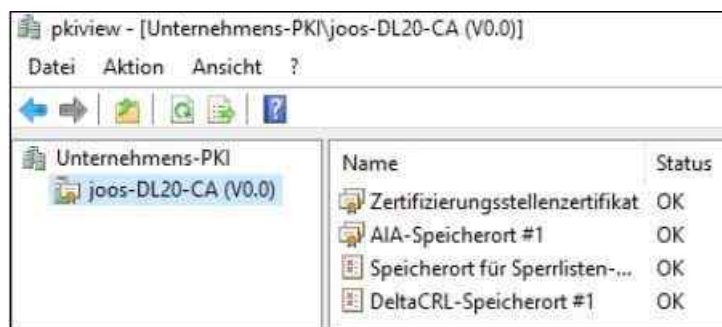 pkiview - [Unternehmens-PKI\joos-DL20-CA (V0.0)]
Datei Aktion Ansicht ?
Unternehmens-PKI
joos-DL20-CA (V0.0)
Name Status
Zertifizierungsstellenzertifikat OK
AIA-Speicherort #1 OK
Speicherort für Sperrlisten-... OK
DeltaCRL-Speicherort #1 OK